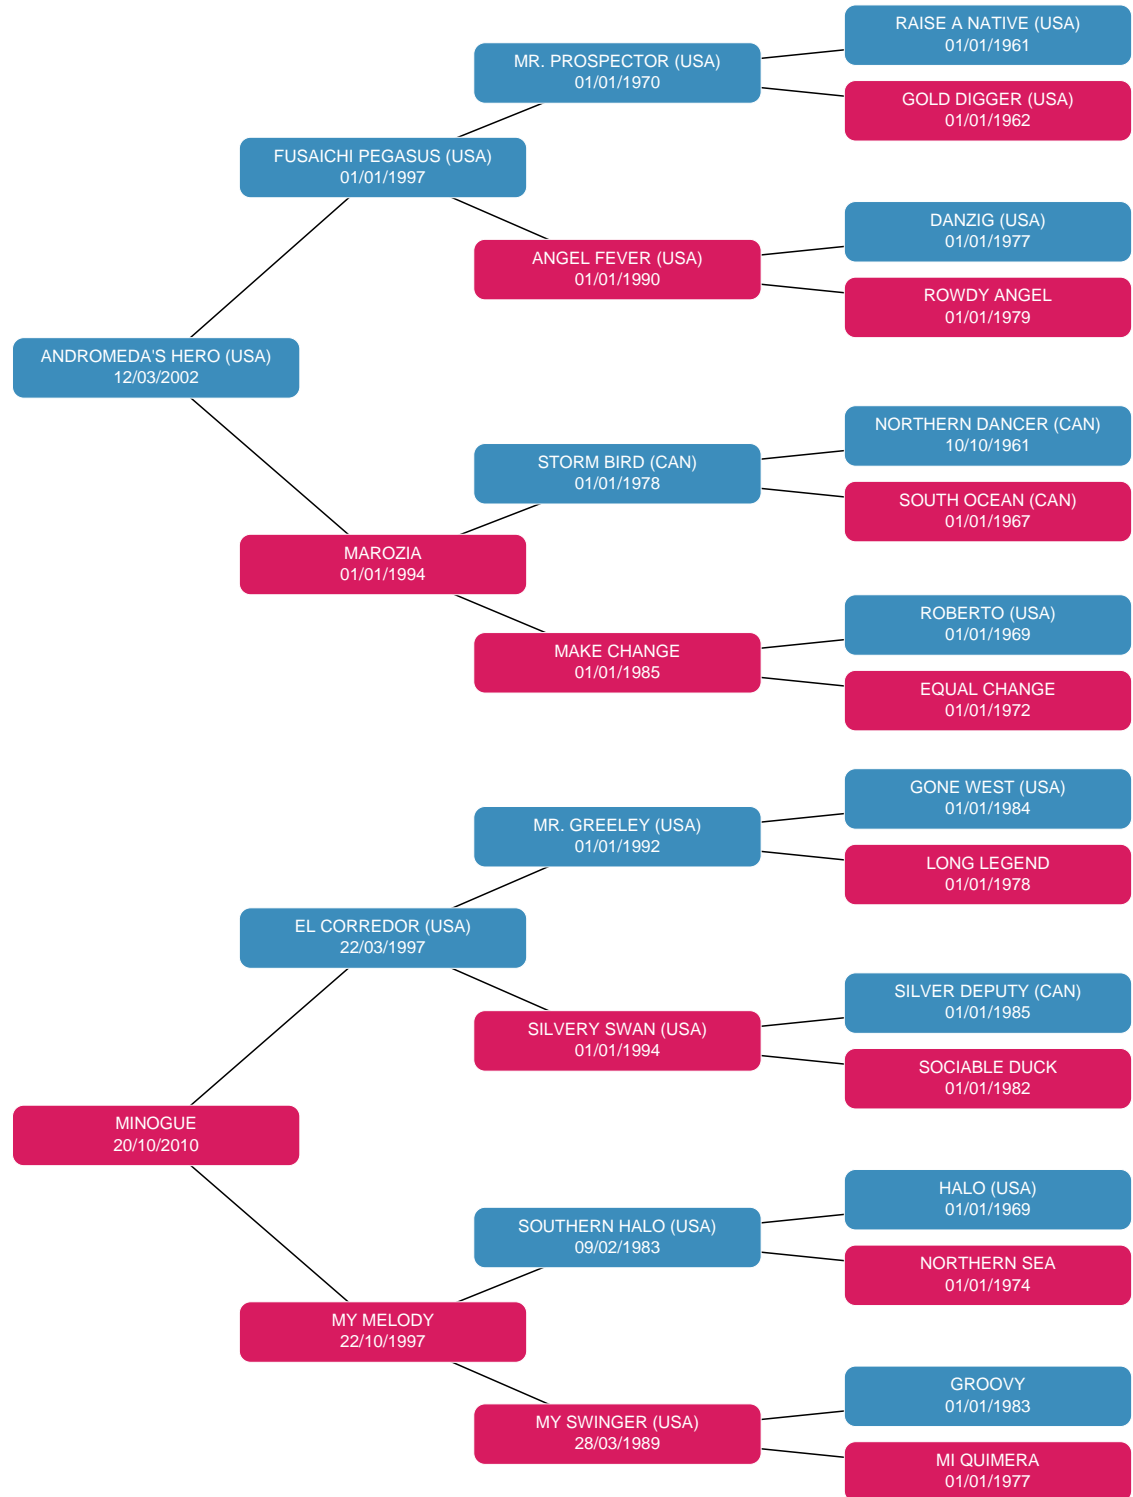 RAISE A NATIVE (USA)
01/01/1961
MR. PROSPECTOR (USA)
01/01/1970
GOLD DIGGER (USA)
01/01/1962
FUSAICHI PEGASUS (USA)
01/01/1997
DANZIG (USA)
01/01/1977
ANGEL FEVER (USA)
01/01/1990
ROWDY ANGEL
01/01/1979
ANDROMEDA'S HERO (USA)
12/03/2002
NORTHERN DANCER (CAN)
10/10/1961
STORM BIRD (CAN)
01/01/1978
SOUTH OCEAN (CAN)
01/01/1967
MAROZIA
01/01/1994
ROBERTO (USA)
01/01/1969
MAKE CHANGE
01/01/1985
EQUAL CHANGE
01/01/1972
GONE WEST (USA)
01/01/1984
MR. GREELEY (USA)
01/01/1992
LONG LEGEND
01/01/1978
EL CORREDOR (USA)
22/03/1997
SILVER DEPUTY (CAN)
01/01/1985
SILVERY SWAN (USA)
01/01/1994
SOCIABLE DUCK
01/01/1982
MINOGUE
20/10/2010
HALO (USA)
01/01/1969
SOUTHERN HALO (USA)
09/02/1983
NORTHERN SEA
01/01/1974
MY MELODY
22/10/1997
GROOVY
01/01/1983
MY SWINGER (USA)
28/03/1989
MI QUIMERA
01/01/1977